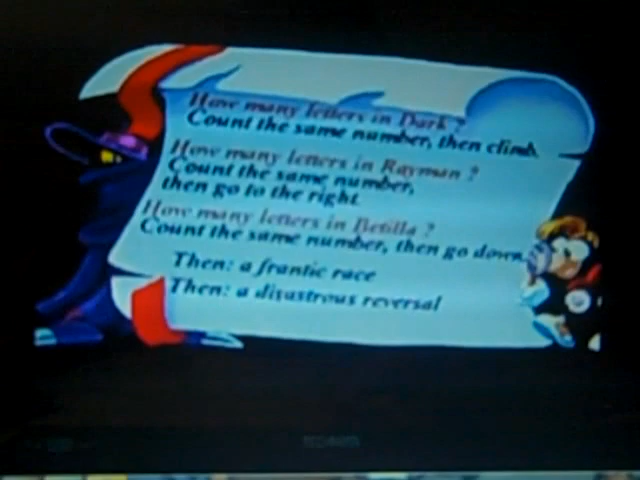 How many letters in Dark ?
Count the same number, then climb.
How many letters in Rayman ?
Count the same number,
then go to the right.
How many letters in Betilla ?
Count the same number, then go down.
Then: a frantic race
Then: a disastrous reversal